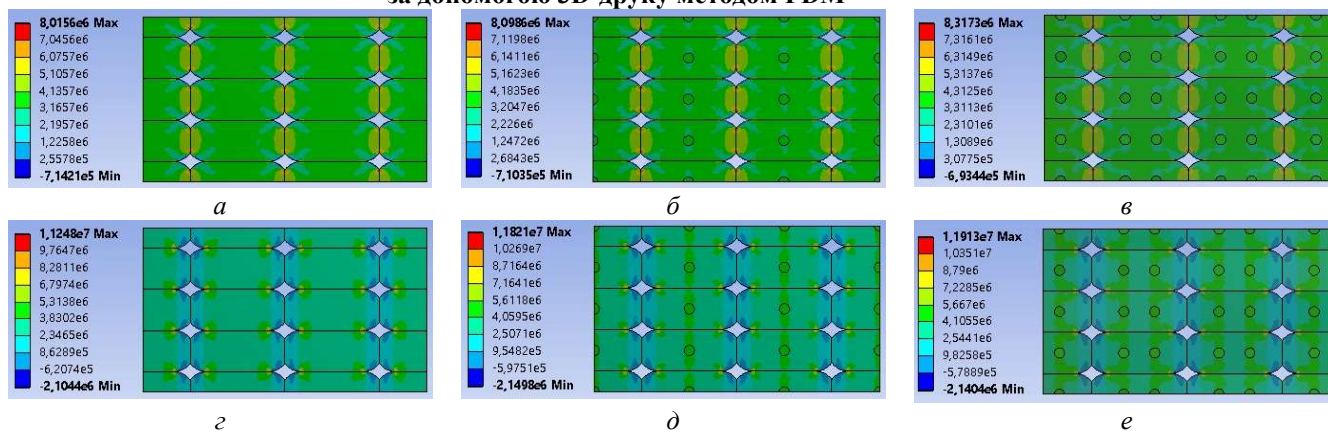 за допомогою 3D-друку методом FDM
8,0156e6 Max
7,0456e6
6,0757e6
5,1057e6
4,1357e6
3,1657e6
2,1957e6
1,2258e6
2,5578e5
-7,1421e5 Min
8,0986e6 Max
7,1198e6
6,1411e6
5,1623e6
4,1835e6
3,2047e6
2,226e6
1,2472e6
2,6843e5
-7,1035e5 Min
8,3173e6 Max
7,3161e6
6,3149e6
5,3137e6
4,3125e6
3,3113e6
2,3101e6
1,3089e6
3,0775e5
-6,9344e5 Min
а
б
в
1,1248e7 Max
9,7647e6
8,2811e6
6,7974e6
5,3138e6
3,8302e6
2,3465e6
8,6289e5
-6,2074e5
-2,1044e6 Min
1,1821e7 Max
1,0269e7
8,7164e6
7,1641e6
5,6118e6
4,0595e6
2,5071e6
9,5482e5
-5,9751e5
-2,1498e6 Min
1,1913e7 Max
1,0351e7
8,79e6
7,2285e6
5,667e6
4,1055e6
2,5441e6
9,8258e5
-5,7889e5
-2,1404e6 Min
г
д
е